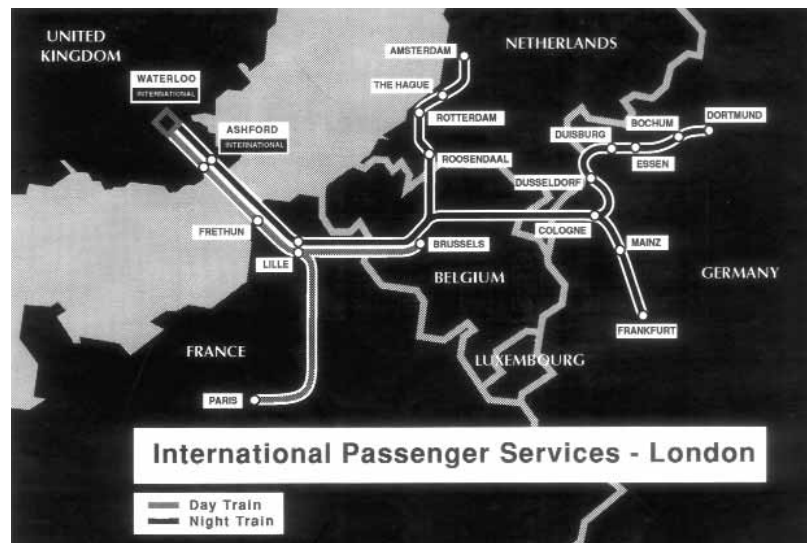 UNITED
KINGDOM
WATERLOO
INTERNATIONAL
ASHFORD
INTERNATIONAL
AMSTERDAM
NETHERLANDS
THE HAGUE
ROTTERDAM
ROOSENDAAL
DORTMUND
BOCHUM
DUISBURG
ESSEN
DUSSELDORF
COLOGNE
FRETHUN
LILLE
BRUSSELS
MAINZ
BELGIUM
GERMANY
FRANKFURT
FRANCE
LUXEMBOURG
PARIS
International Passenger Services - London
Day Train
Night Train